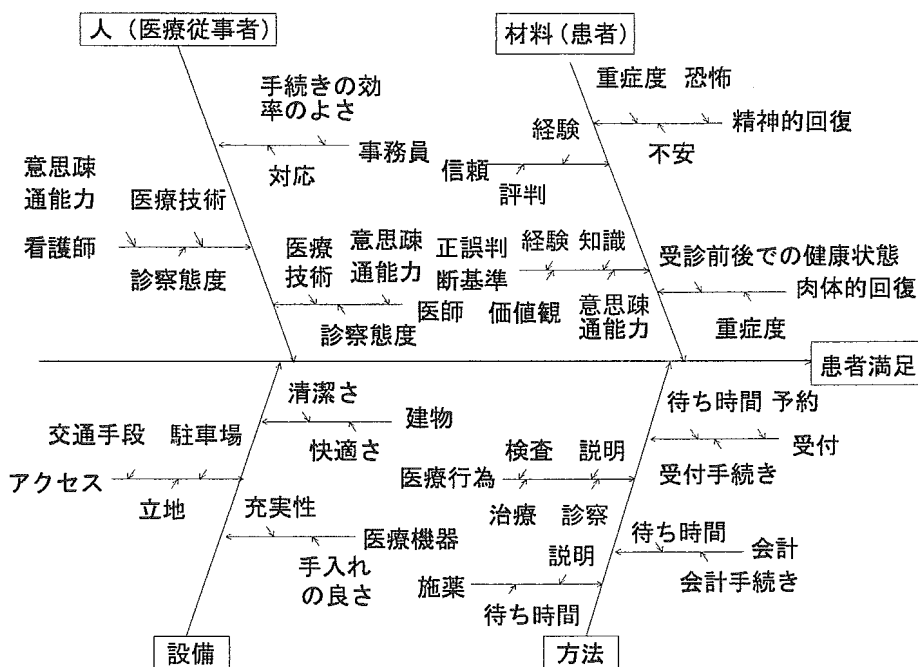 人（医療従事者）
材料（患者）
手続きの効
率のよさ
事務員
対応
意思疎
通能力
医療技術
看護師
診察態度
医療
技術
意思疎
通能力
医師
診察態度
重症度 恐怖
精神的回復
不安
経験
信頼
評判
正誤判
断基準
経験 知識
価値観
意思疎
通能力
受診前後での健康状態
肉体的回復
重症度
患者満足
清潔さ
建物
快適さ
交通手段 駐車場
アクセス
立地
充実性
医療機器
手入れ
の良さ
設備
待ち時間 予約
受付
受付手続き
検査 説明
医療行為
治療 診察
待ち時間
会計
会計手続き
説明
施薬
待ち時間
方法